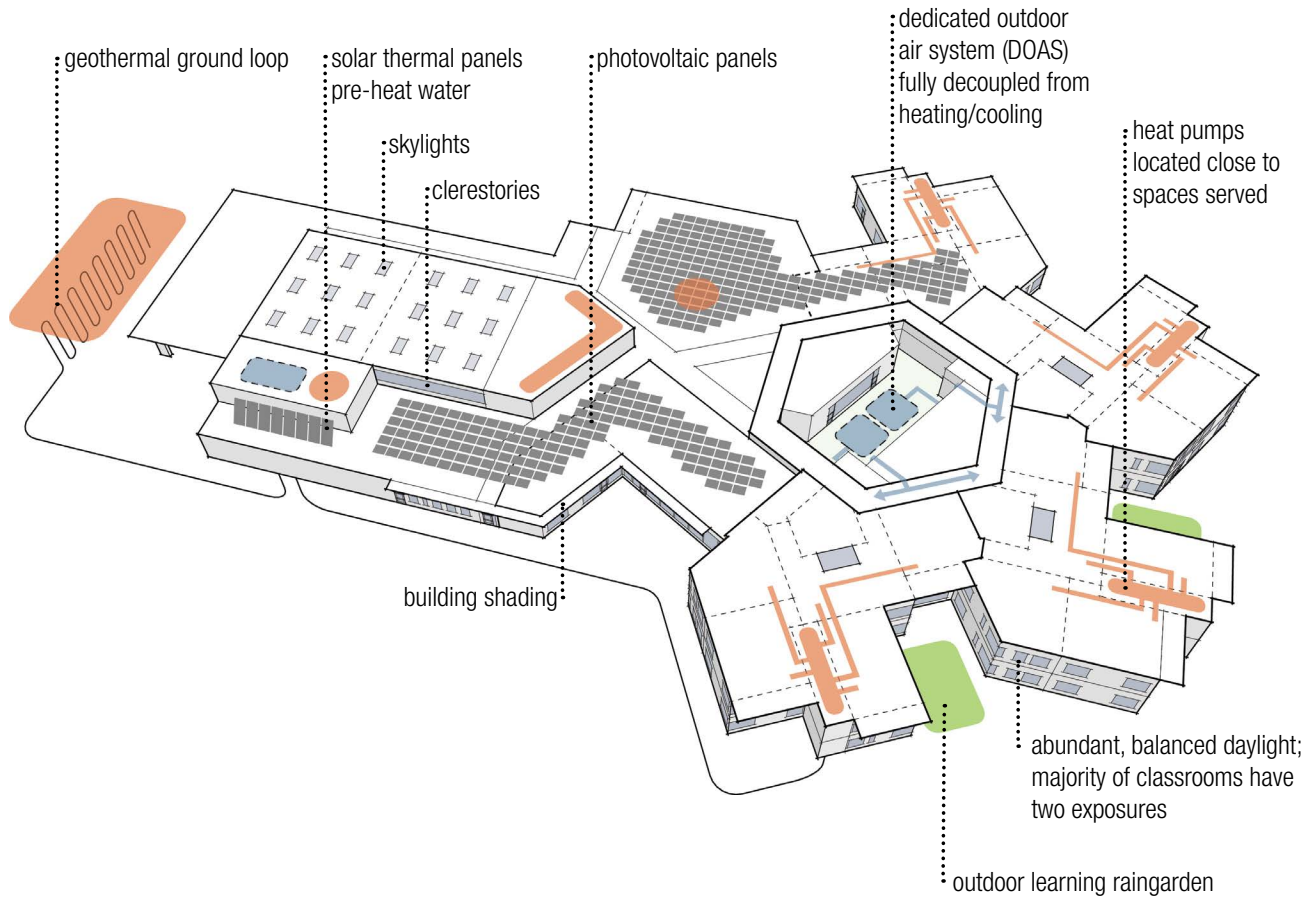 geothermal ground loop
solar thermal panels
pre-heat water
skylights
clerestories
photovoltaic panels
dedicated outdoor
air system (DOAS)
fully decoupled from
heating/cooling
heat pumps
located close to
spaces served
building shading
abundant, balanced daylight;
majority of classrooms have
two exposures
outdoor learning raingarden